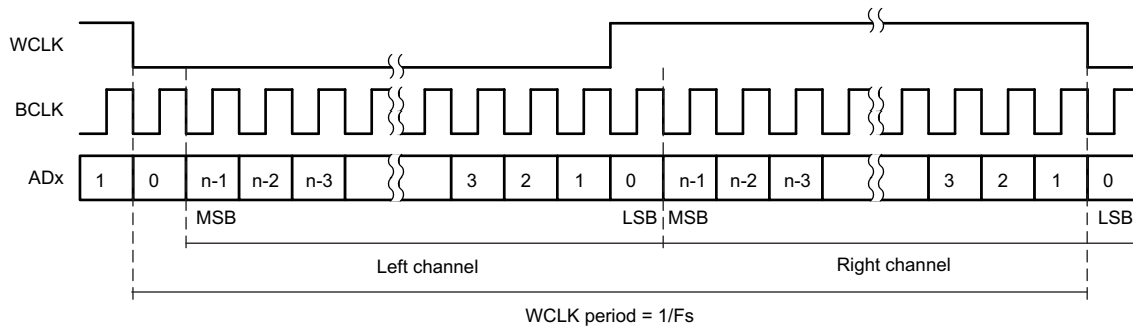 WCLK
BCLK
ADx 1 0 n-1 n-2 n-3 3 2 1 0 n-1 n-2 n-3 3 2 1 0
MSB LSB MSB LSB
Left channel Right channel
WCLK period = 1/Fs